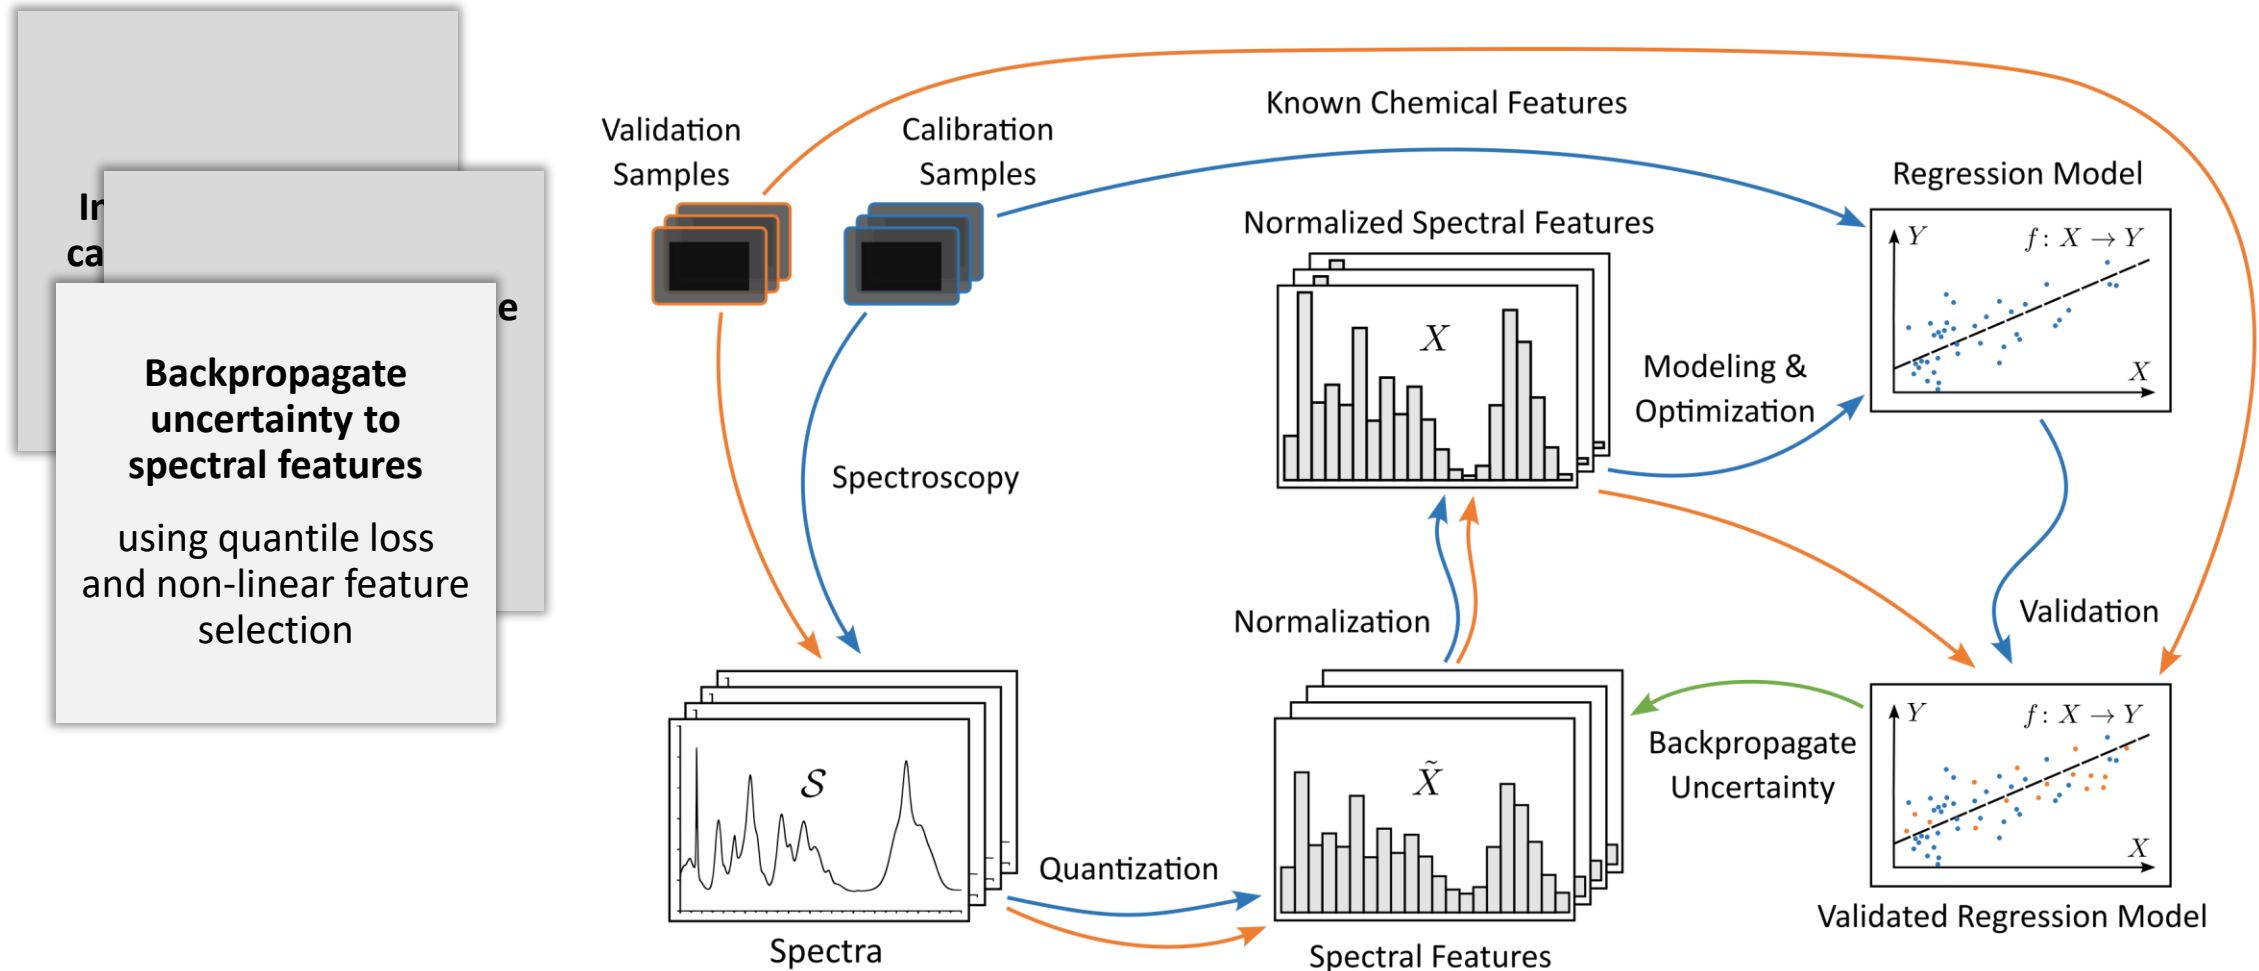 In
ca
e
Backpropagate
uncertainty to
spectral features
using quantile loss
and non-linear feature
selection
Validation
Samples
Calibration
Samples
Known Chemical Features
Regression Model
Y
f: X → Y
X
Normalized Spectral Features
X
Modeling &
Optimization
Spectroscopy
Normalization
Validation
S
Spectra
Quantization
X̃
Spectral Features
Backpropagate
Uncertainty
Y
f: X → Y
X
Validated Regression Model